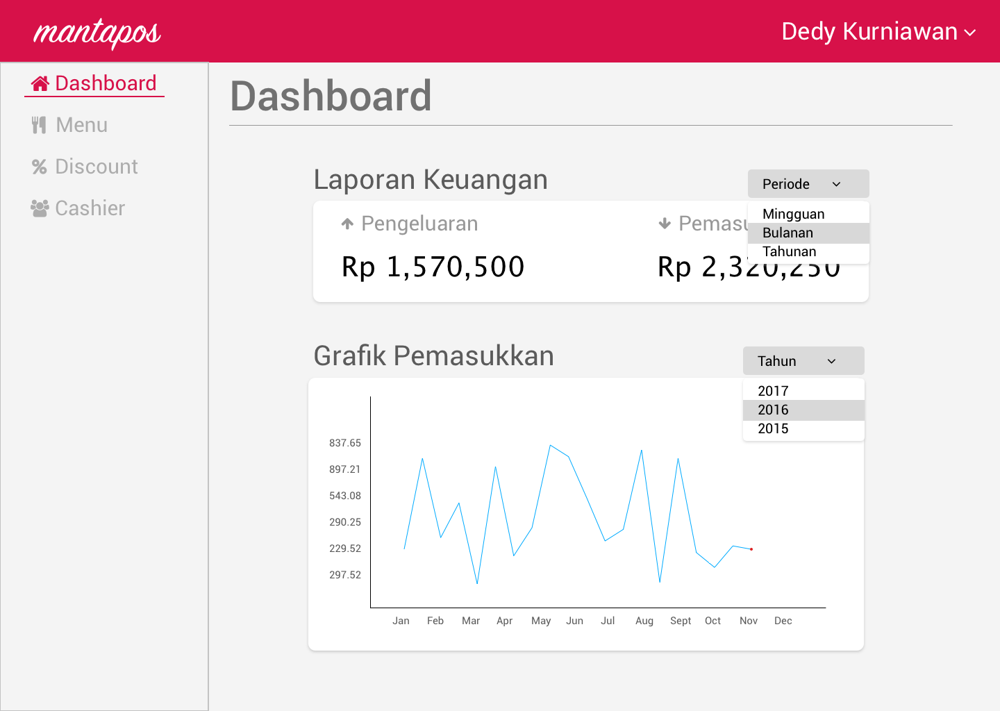 mantapos
Dedy Kurniawan
Dashboard
Menu
Discount
Cashier
Dashboard
Laporan Keuangan
Periode
Mingguan
Bulanan
Tahunan
Pengeluaran
Rp 1,570,500
Pemasu
Rp 2,320,250
Grafik Pemasukkan
Tahun
2017
2016
2015
837.65
897.21
543.08
290.25
229.52
297.52
Jan Feb Mar Apr May Jun Jul Aug Sept Oct Nov Dec